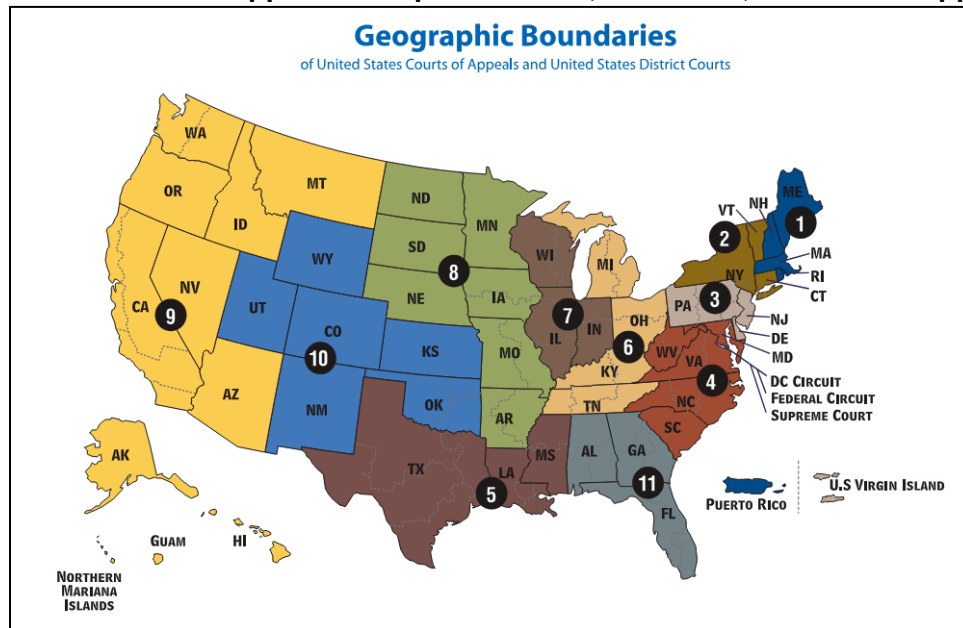 Geographic Boundaries
of United States Courts of Appeals and United States District Courts
WA
OR
ID
MT
ND
MN
SD
WY
NE
IA
WI
MI
VT
NH
ME
1
2
MA
RI
CT
NY
3
PA
NJ
DE
MD
DC CIRCUIT
FEDERAL CIRCUIT
SUPREME COURT
8
7
IL
IN
OH
6
KY
WV
VA
4
NC
TN
SC
CA
9
NV
UT
CO
10
KS
MO
AZ
NM
OK
AR
TX
LA
5
MS
AL
GA
11
FL
PUERTO RICO
U.S VIRGIN ISLAND
AK
HI
GUAM
NORTHERN
MARIANA
ISLANDS